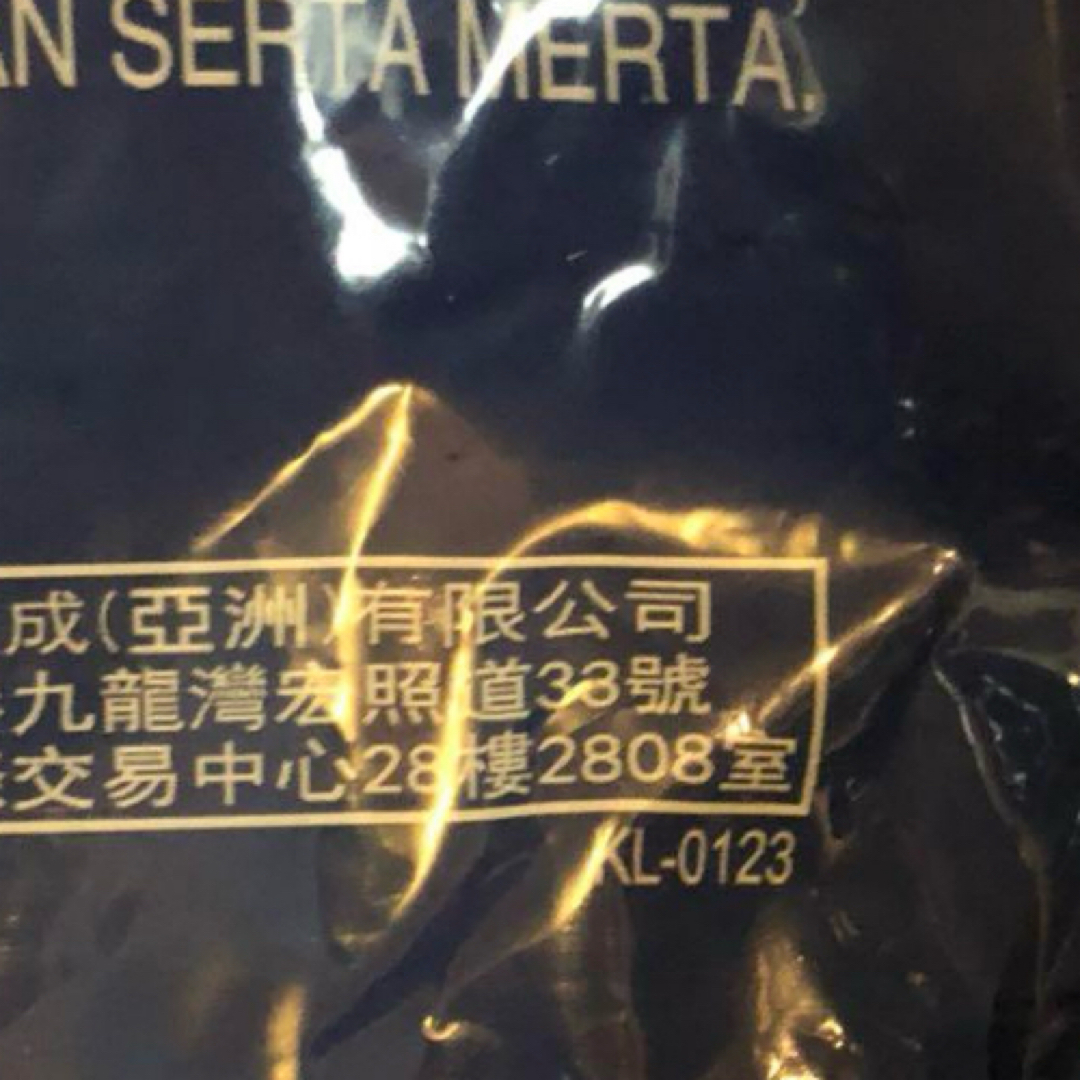 AN SERTA MERTA.
成(亞洲)有限公司
九龍灣宏照道33號
交易中心28樓2808室
KL-0123